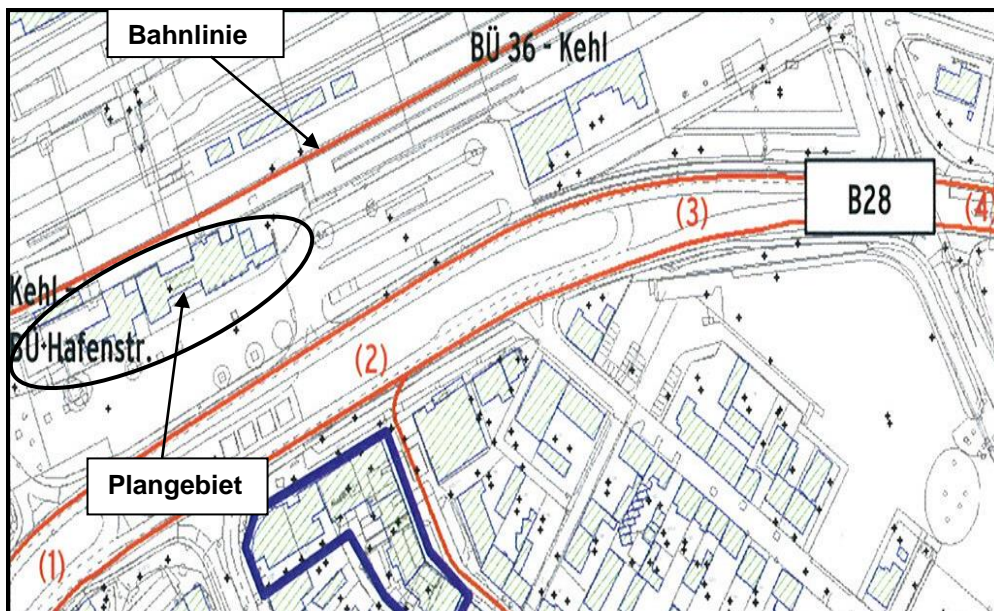 Bahnlinie
BÜ 36 - Kehl
(3)
B28
(4)
Kehl -
BÜ Hafenstr.
(2)
Plangebiet
(1)